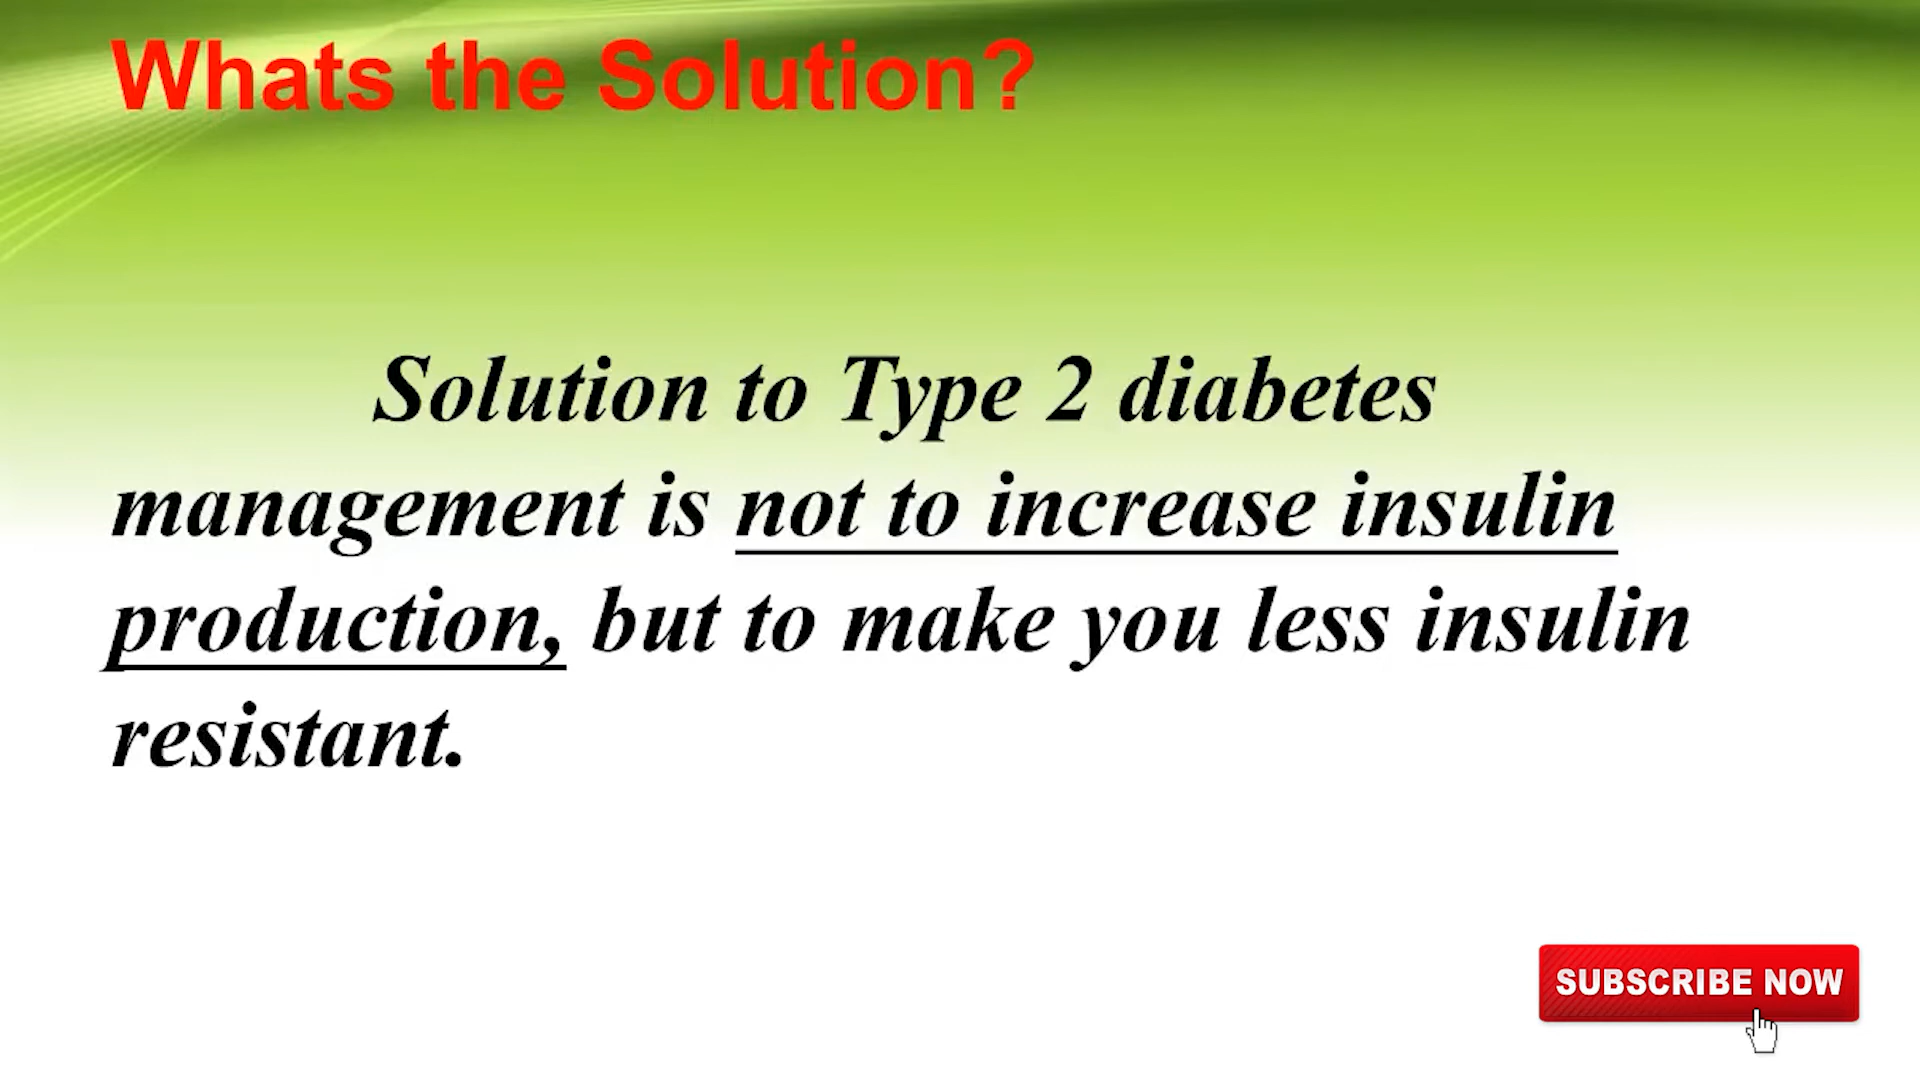 Whats the Solution?
Solution to Type 2 diabetes
management is not to increase insulin
production, but to make you less insulin
resistant.
SUBSCRIBE NOW